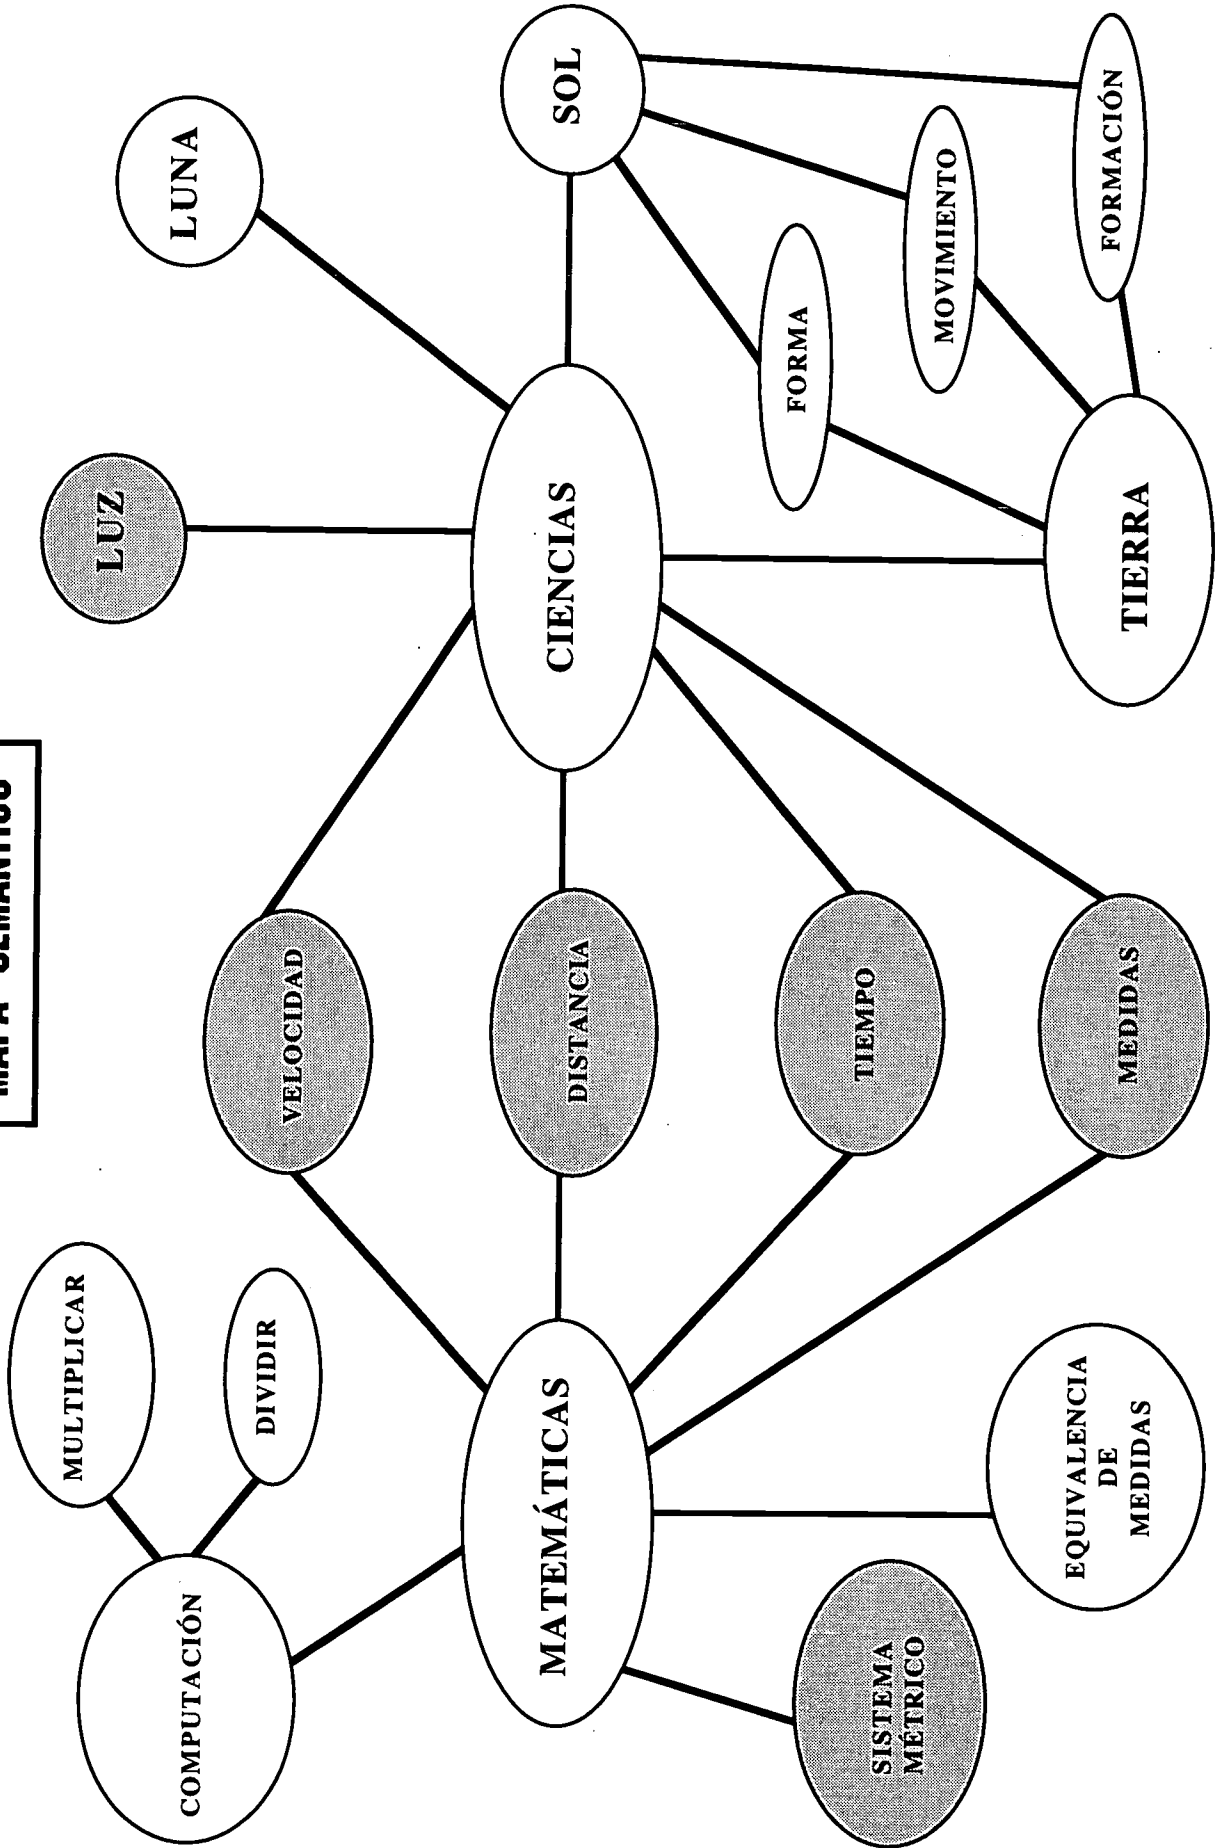 MAPA SEMANTICO
MULTIPLICAR
LUZ
LUNA
DIVIDIR
COMPUTACIÓN
VELOCIDAD
MATEMÁTICAS
DISTANCIA
CIENCIAS
SOL
FORMA
TIEMPO
SISTEMA
MÉTRICO
MOVIMIENTO
EQUIVALENCIA
DE
MEDIDAS
MEDIDAS
TIERRA
FORMACIÓN